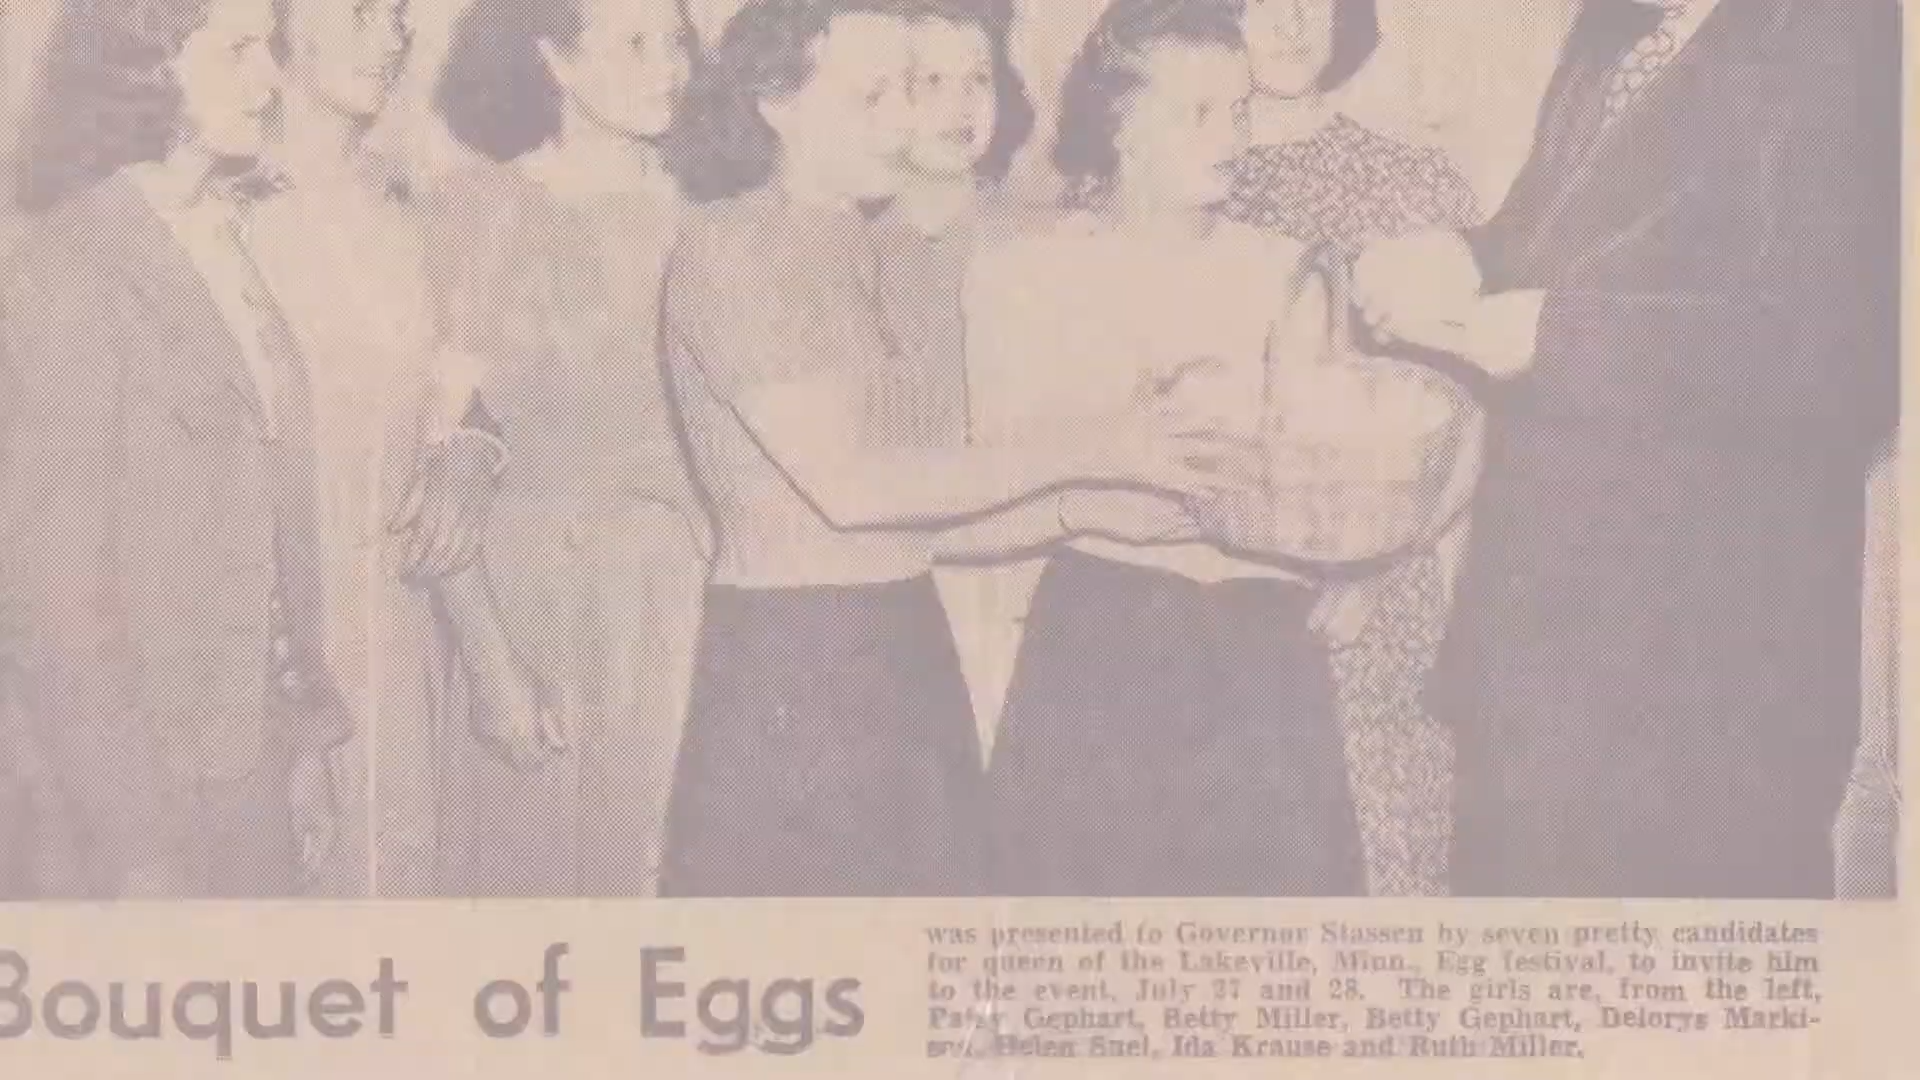 Bouquet of Eggs
was presented to Governor Stassen by seven pretty candidates
for queen of the Lakeville, Minn., Egg festival, to invite him
to the event, July 27 and 28. The girls are, from the left,
Patsy Gephart, Betty Miller, Betty Gephart, Delorys Marki-
Helen Snel, Ida Krause and Ruth Miller.